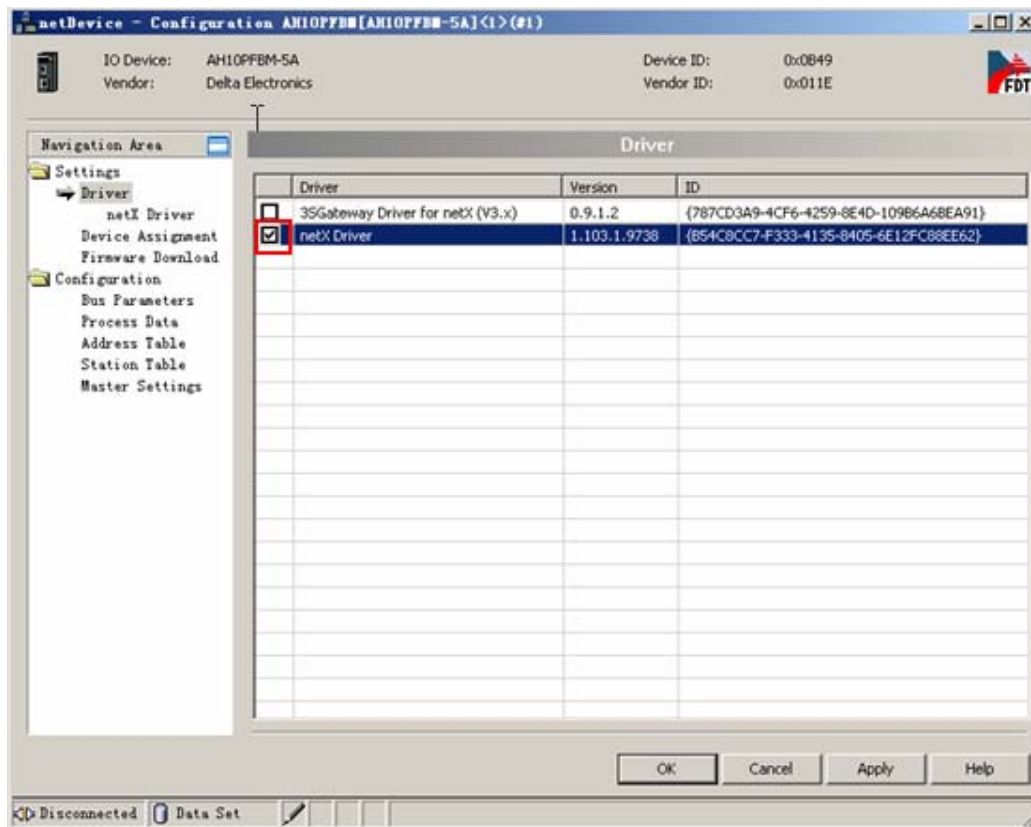 netDevice - Configuration AH10PFBM[AH10PFBM-5A]<1>(#1)
IO Device: AH10PFBM-5A Device ID: 0x0B49
Vendor: Delta Electronics Vendor ID: 0x011E
FDT
Navigation Area
Driver
Settings
Driver
netX Driver
Device Assignment
Firmware Download
Configuration
Bus Parameters
Process Data
Address Table
Station Table
Master Settings
Driver Version ID
3SGateway Driver for netX (V3.x) 0.9.1.2 {787CD3A9-4CF6-4259-8E4D-109B6A6BEA91}
netX Driver 1.103.1.9738 {B54C8CC7-F333-4135-8405-6E12FC88EE62}
OK Cancel Apply Help
Disconnected Data Set